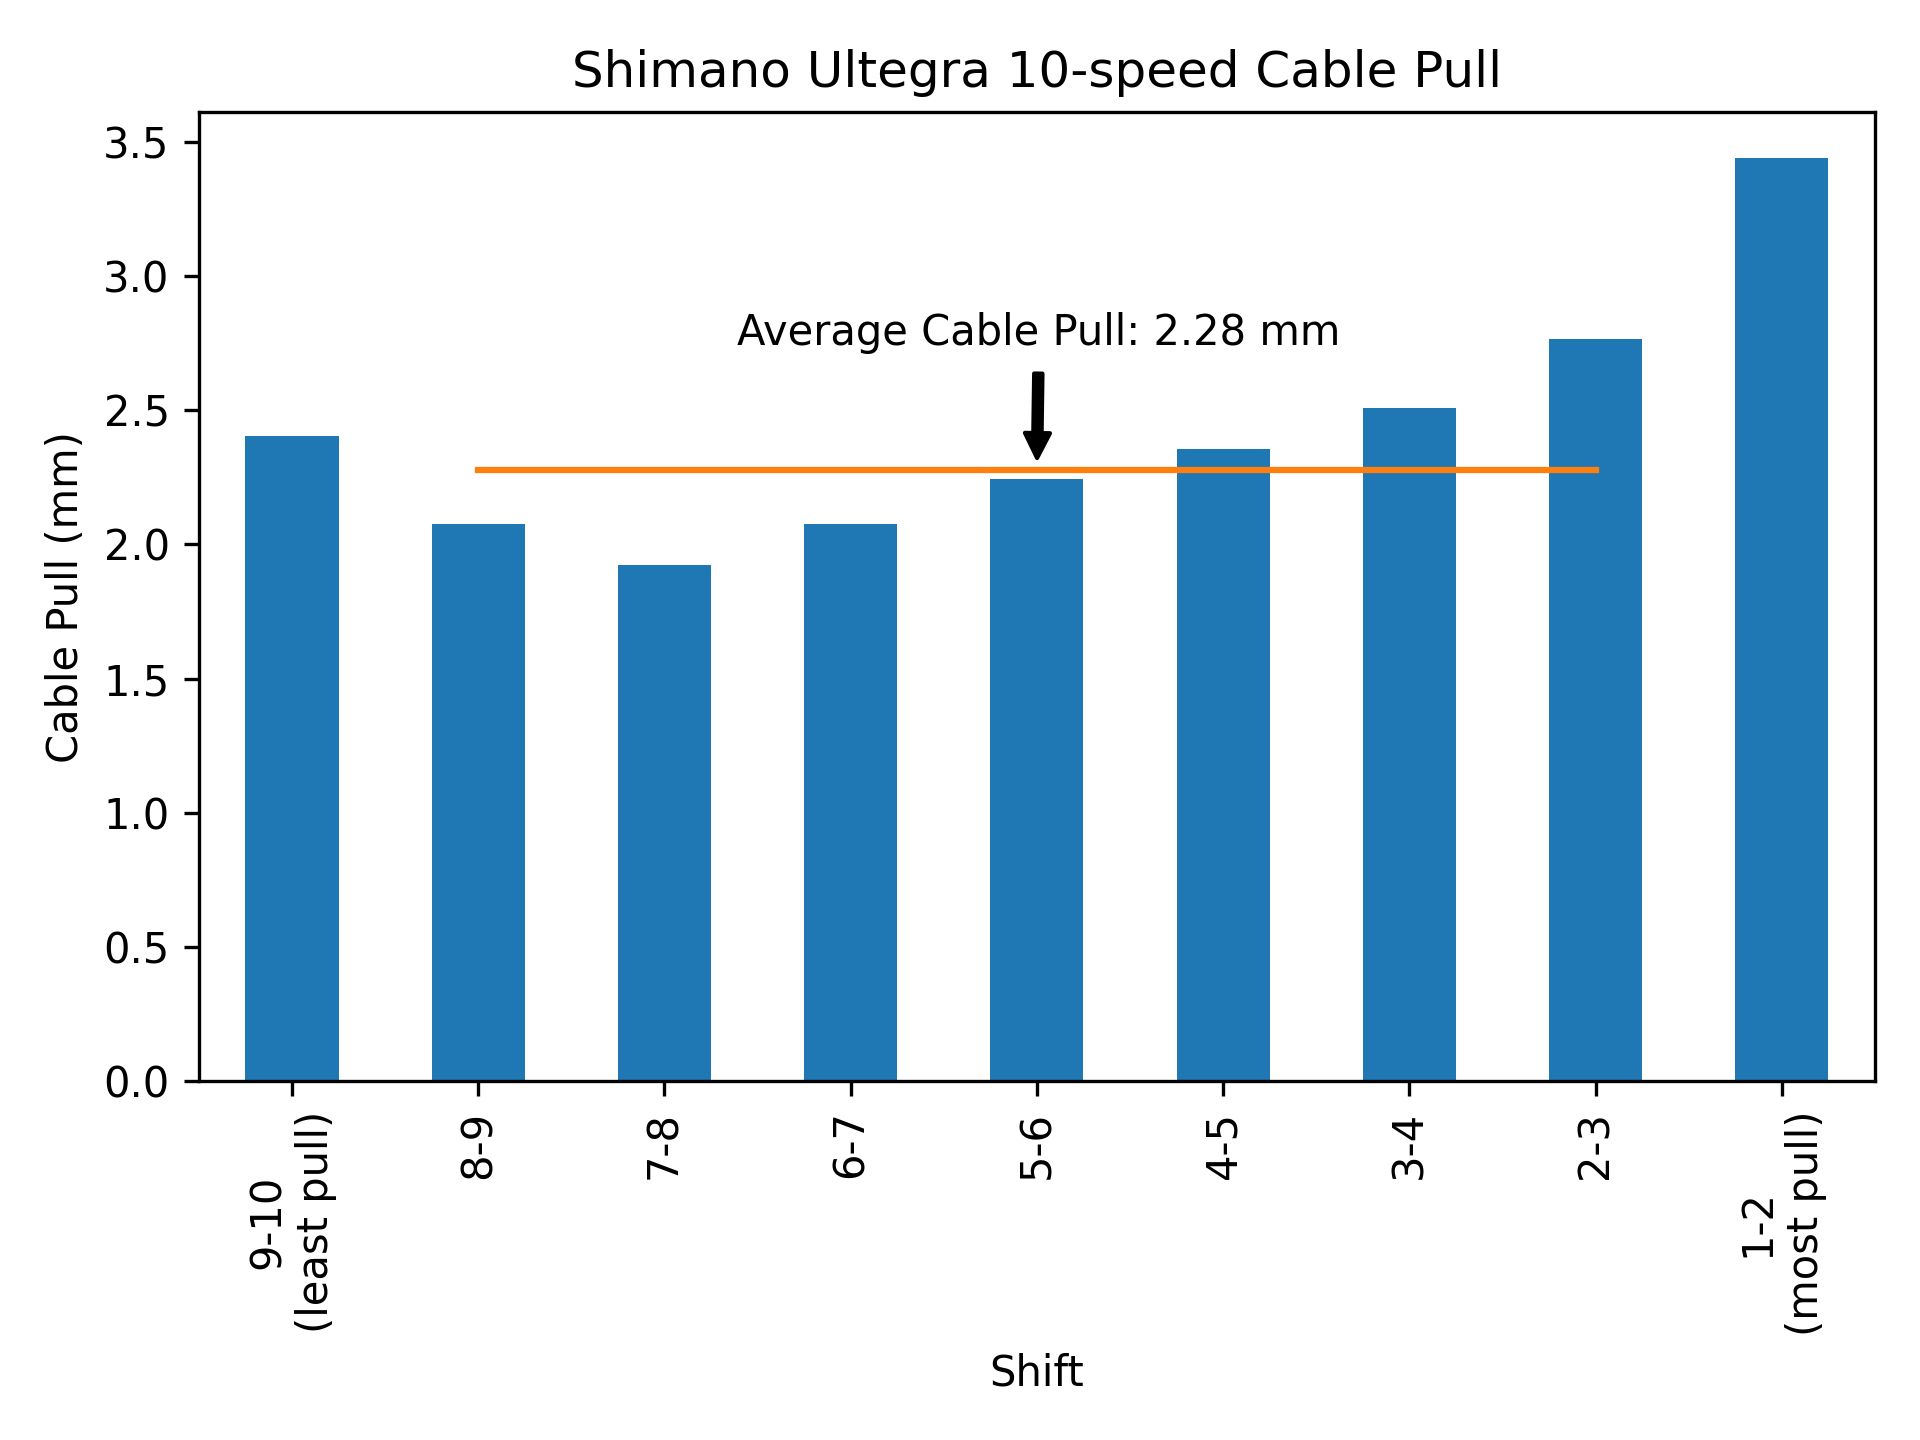 Shimano Ultegra 10-speed Cable Pull
3.5
3.0
2.5
2.0
1.5
1.0
0.5
0.0
Cable Pull (mm)
Average Cable Pull: 2.28 mm
9-10
(least pull)
8-9
7-8
6-7
5-6
4-5
3-4
2-3
1-2
(most pull)
Shift